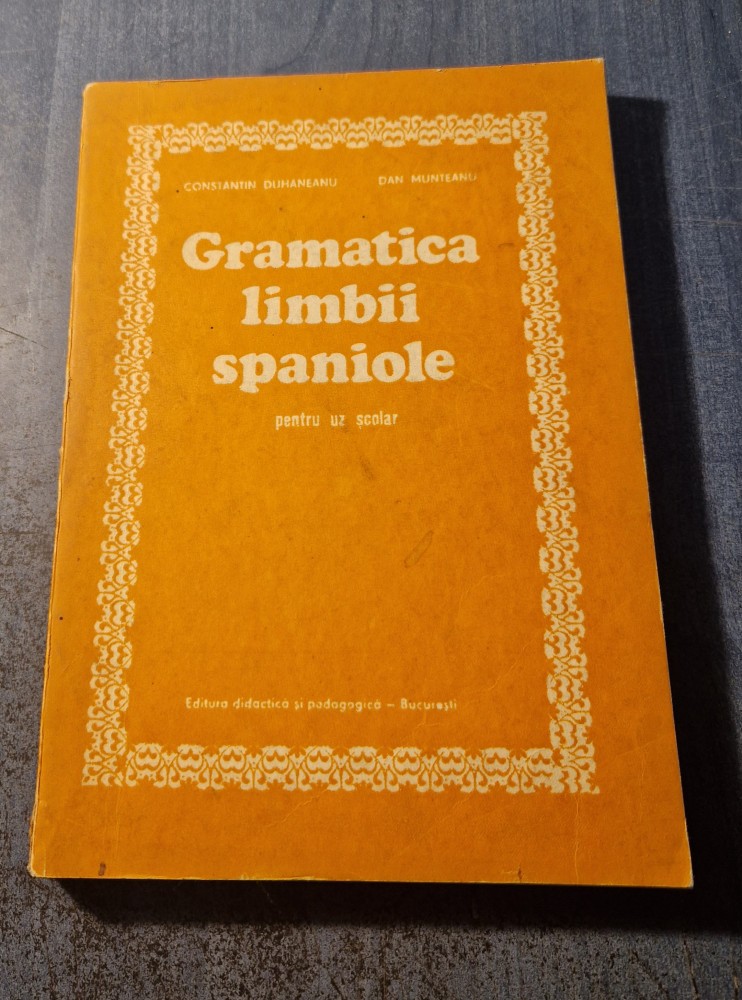 CONSTANTIN DUHANEANU DAN MUNTEANU
Gramatica
limbii
spaniole
pentru uz școlar
Editura didactică și pedagogică – București